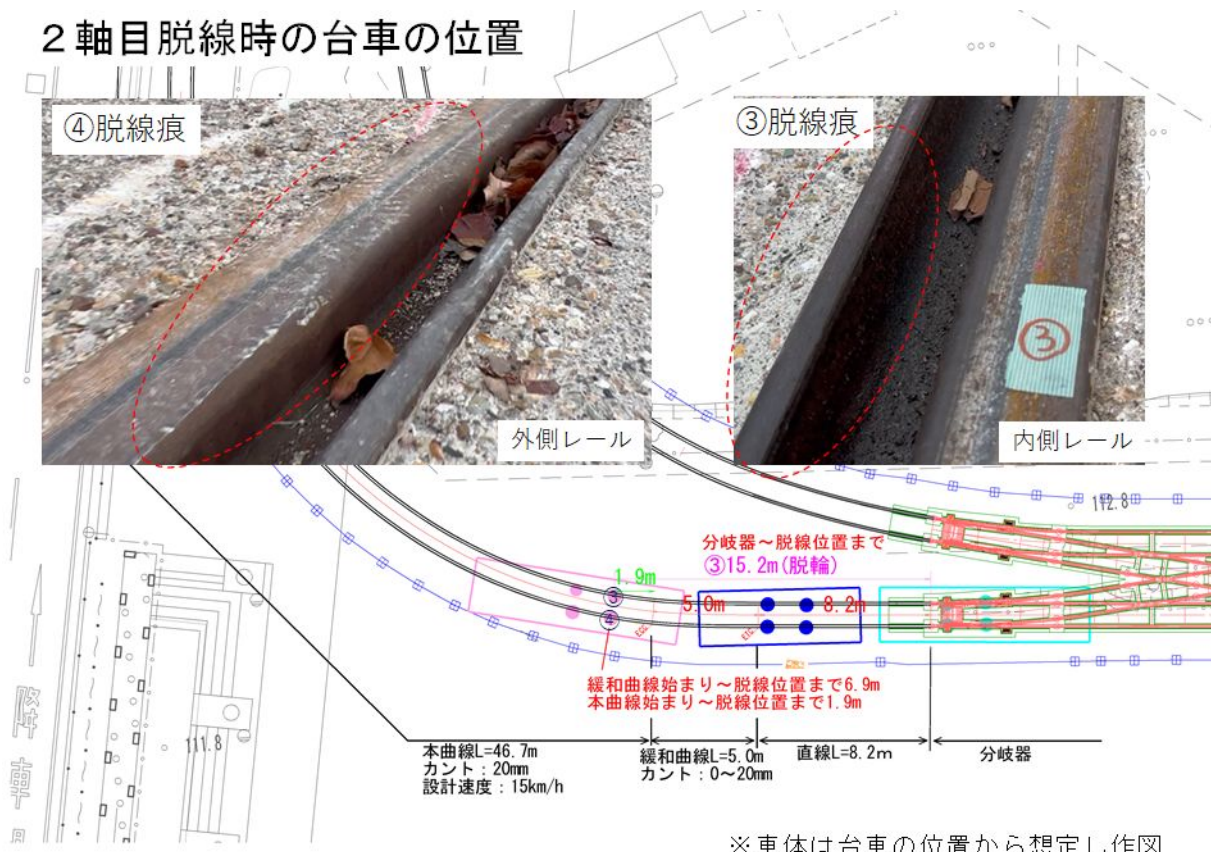 2軸目脱線時の台車の位置
④脱線痕
③脱線痕
③
外側レール
内側レール
112.8
分岐器～脱線位置まで
③15.2m(脱輪)
1.9m
③
5.0m
8.2m
④
緩和曲線始まり～脱線位置まで6.9m
本曲線始まり～脱線位置まで1.9m
111.8
本曲線L=46.7m
カント：20mm
設計速度：15km/h
緩和曲線L=5.0m
カント：0～20mm
直線L=8.2m
分岐器
※車体は台車の位置から想定し作図